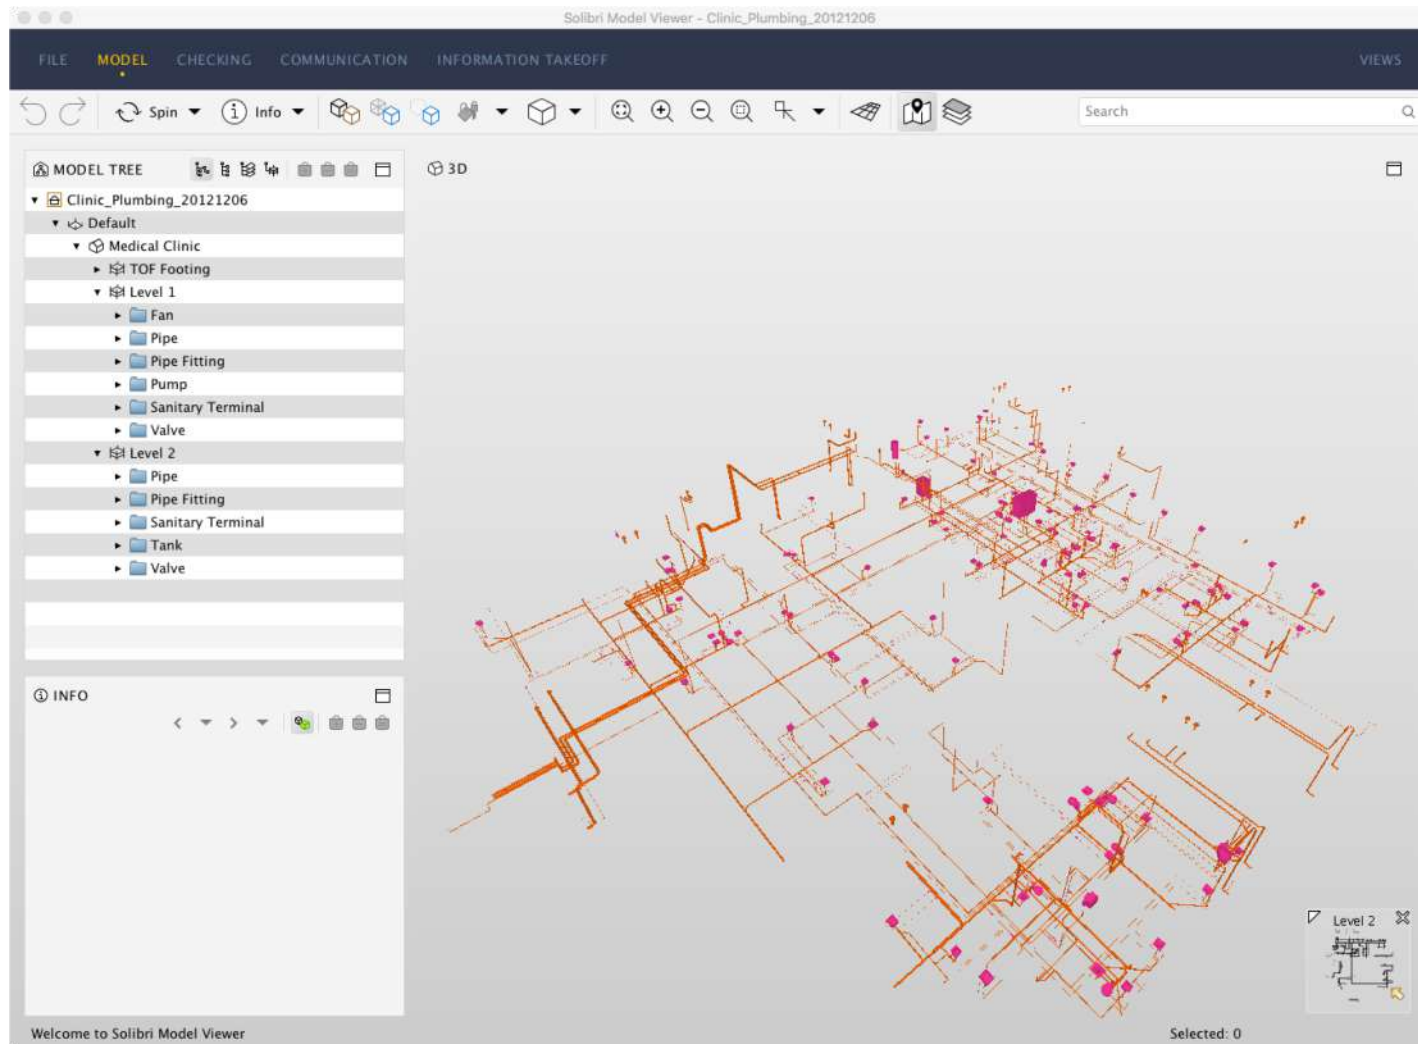 Solibri Model Viewer - Clinic_Plumbing_20121206
FILE MODEL CHECKING COMMUNICATION INFORMATION TAKEOFF VIEWS
Spin Info Search
MODEL TREE
3D
Clinic_Plumbing_20121206
Default
Medical Clinic
TOF Footing
Level 1
Fan
Pipe
Pipe Fitting
Pump
Sanitary Terminal
Valve
Level 2
Pipe
Pipe Fitting
Sanitary Terminal
Tank
Valve
INFO
Level 2
Welcome to Solibri Model Viewer
Selected: 0